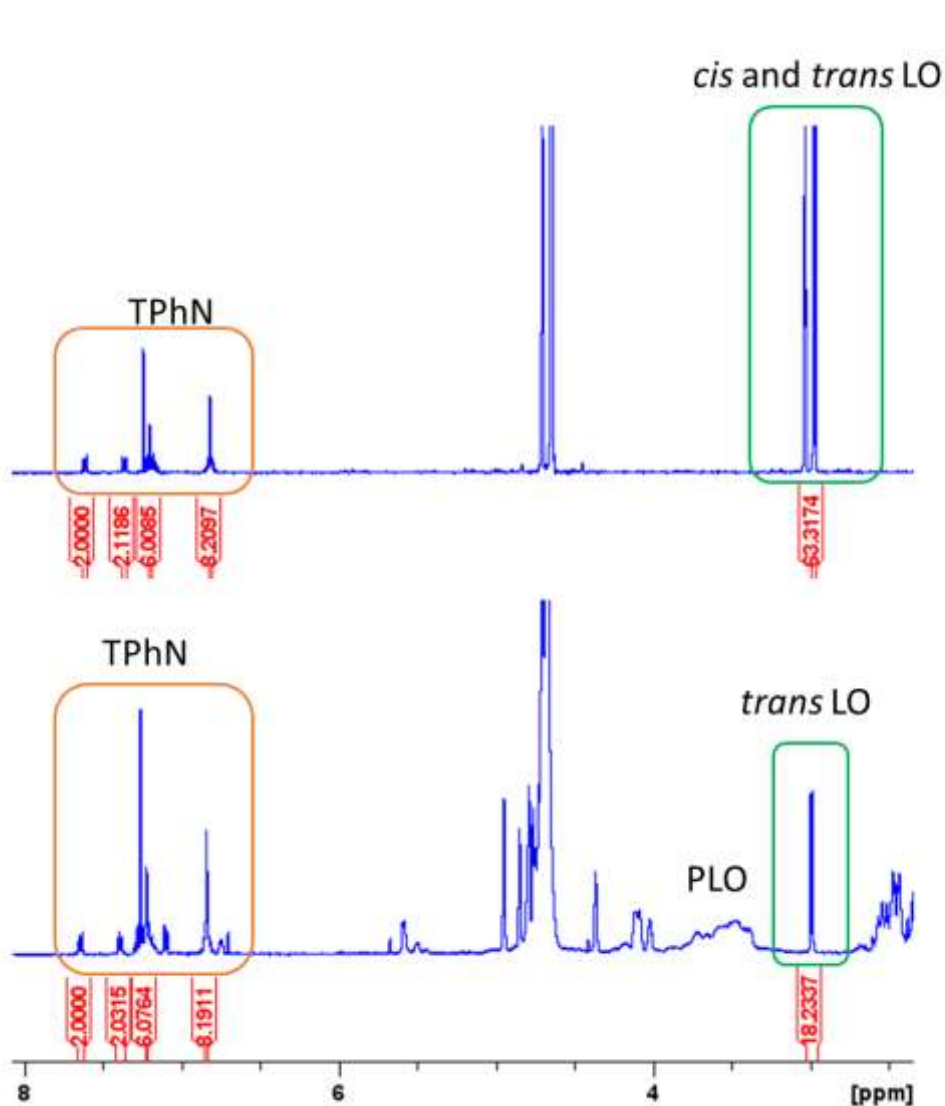 cis and trans LO
TPhN
2.0000
2.1186
6.0085
8.2097
63.3174
TPhN
trans LO
PLO
2.0000
2.0315
6.0764
8.1911
18.2337
8 6 4 [ppm]